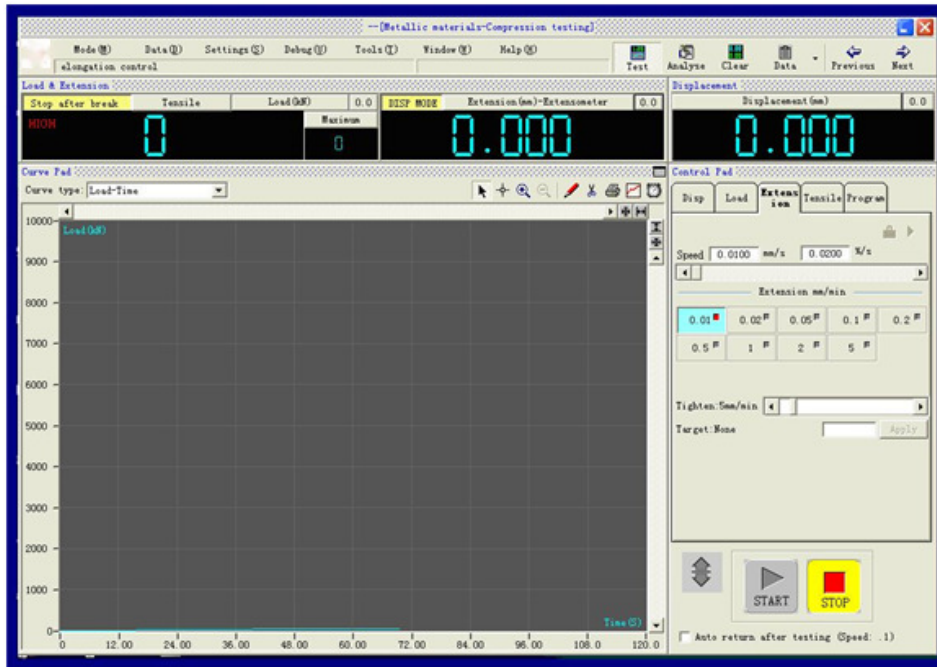 --[Metallic materials-Compression testing]
Mode(M) Data(D) Settings(S) Debug(V) Tools(T) Window(W) Help(H)
elongation control
Test Analyse Clear Data Previous Next
Load & Extension
Stop after break Tensile Load(kN) 0.0 DISP MODE Extension(mm)-Extensometer 0.0
HIGH 0 Maximum 0 0.000
Displacement
Displacement(mm) 0.0
0.000
Curve Pad
Curve type: Load-Time
Load(kN)
10000
9000
8000
7000
6000
5000
4000
3000
2000
1000
0
Time(S)
0 12.00 24.00 36.00 48.00 60.00 72.00 84.00 96.00 108.0 120.0
Control Pad
Disp Load Extension Tensile Program
Speed 0.0100 mm/s 0.0200 %/s
Extension mm/min
0.01 0.02 0.05 0.1 0.2
0.5 1 2 5
Tighten:5mm/min
Target:None Apply
START STOP
Auto return after testing (Speed: .1)